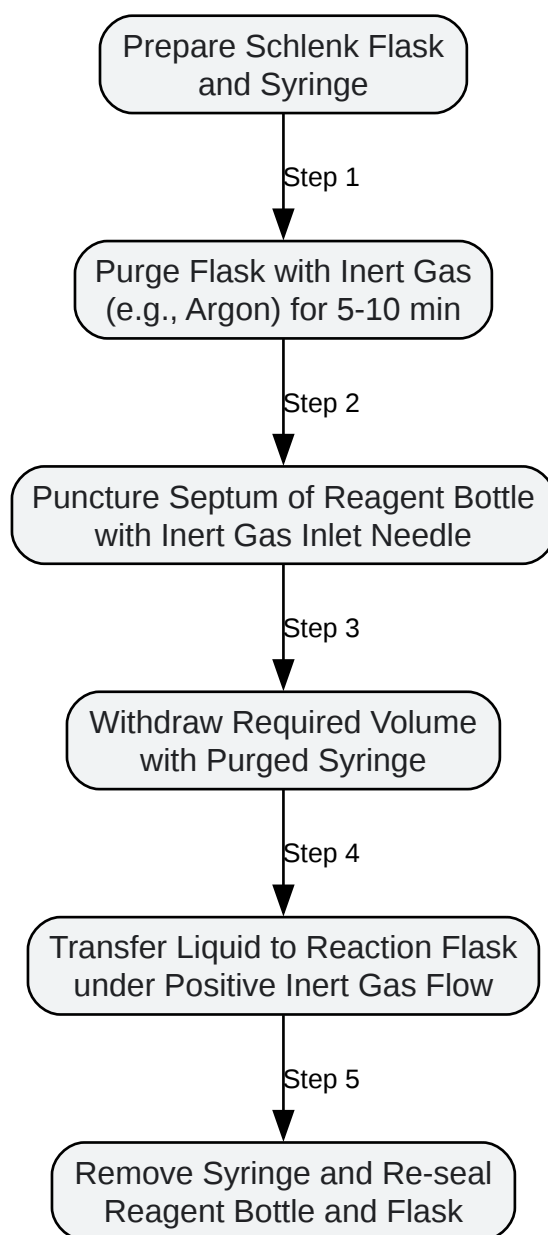 Prepare Schlenk Flask
and Syringe
Step 1
Purge Flask with Inert Gas
(e.g., Argon) for 5-10 min
Step 2
Puncture Septum of Reagent Bottle
with Inert Gas Inlet Needle
Step 3
Withdraw Required Volume
with Purged Syringe
Step 4
Transfer Liquid to Reaction Flask
under Positive Inert Gas Flow
Step 5
Remove Syringe and Re-seal
Reagent Bottle and Flask